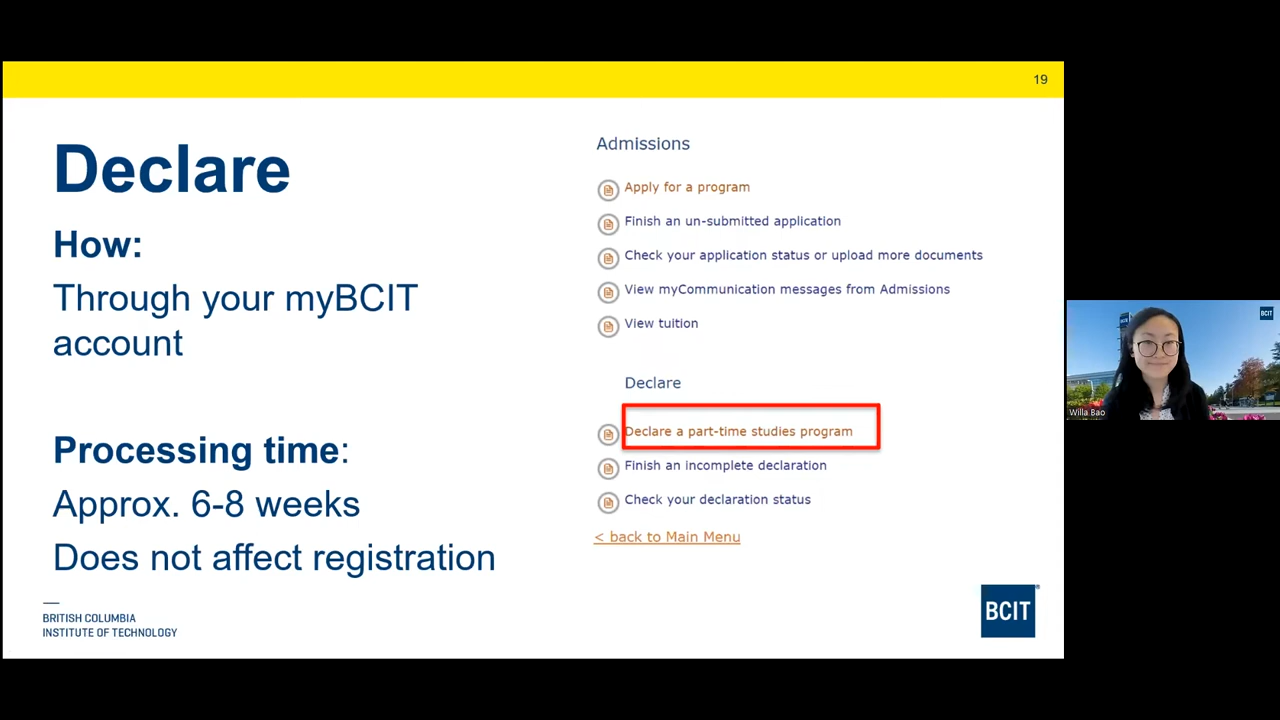 19
Declare
How:
Through your myBCIT
account
Processing time:
Approx. 6-8 weeks
Does not affect registration
BRITISH COLUMBIA
INSTITUTE OF TECHNOLOGY
Admissions
Apply for a program
Finish an un-submitted application
Check your application status or upload more documents
View myCommunication messages from Admissions
View tuition
Declare
Declare a part-time studies program
Finish an incomplete declaration
Check your declaration status
< back to Main Menu
BCIT
BCIT
Willa Bao